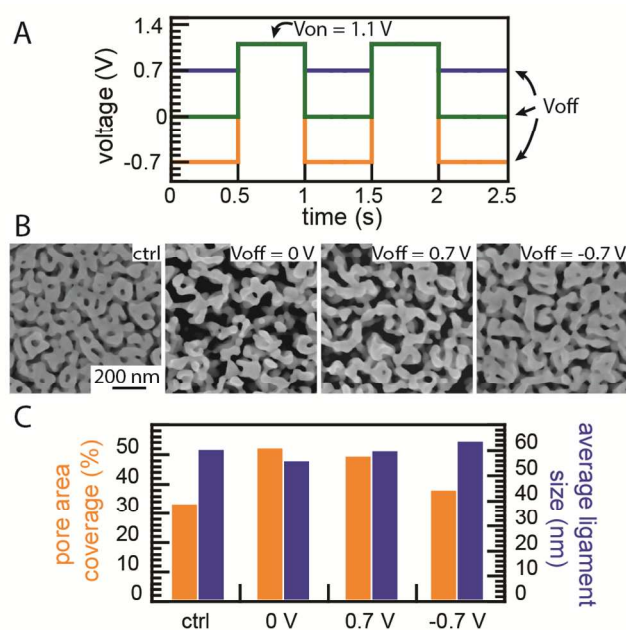 A
Von = 1.1 V
voltage (V)
1.4
0.7
0
-0.7
Voff
0 0.5 1 1.5 2 2.5
time (s)
B
ctrl
Voff = 0 V
Voff = 0.7 V
Voff = -0.7 V
200 nm
C
pore area
coverage (%)
50
40
30
20
10
0
average ligament
size (nm)
60
50
40
30
20
10
0
ctrl 0 V 0.7 V -0.7 V